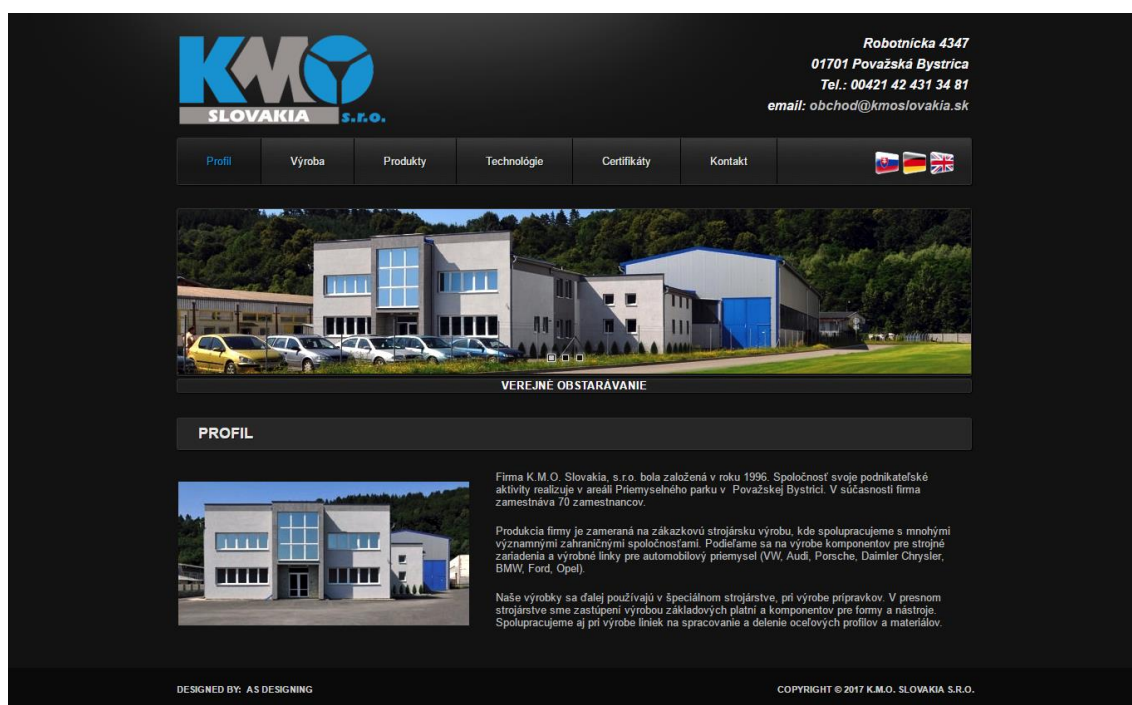 KMO
SLOVAKIA s.r.o.
Robotnícka 4347
01701 Považská Bystrica
Tel.: 00421 42 431 34 81
email: obchod@kmoslovakia.sk
Profil Výroba Produkty Technológie Certifikáty Kontakt
VEREJNÉ OBSTARÁVANIE
PROFIL
Firma K.M.O. Slovakia, s.r.o. bola založená v roku 1996. Spoločnosť svoje podnikateľské
aktivity realizuje v areáli Priemyselného parku v Považskej Bystrici. V súčasnosti firma
zamestnáva 70 zamestnancov.
Produkcia firmy je zameraná na zákazkovú strojársku výrobu, kde spolupracujeme s mnohými
významnými zahraničnými spoločnosťami. Podieľame sa na výrobe komponentov pre strojné
zariadenia a výrobné linky pre automobilový priemysel (VW, Audi, Porsche, Daimler Chrysler,
BMW, Ford, Opel).
Naše výrobky sa ďalej používajú v špeciálnom strojárstve, pri výrobe prípravkov. V presnom
strojárstve sme zastúpení výrobou základových platní a komponentov pre formy a nástroje.
Spolupracujeme aj pri výrobe liniek na spracovanie a delenie oceľových profilov a materiálov.
DESIGNED BY: AS DESIGNING
COPYRIGHT © 2017 K.M.O. SLOVAKIA S.R.O.